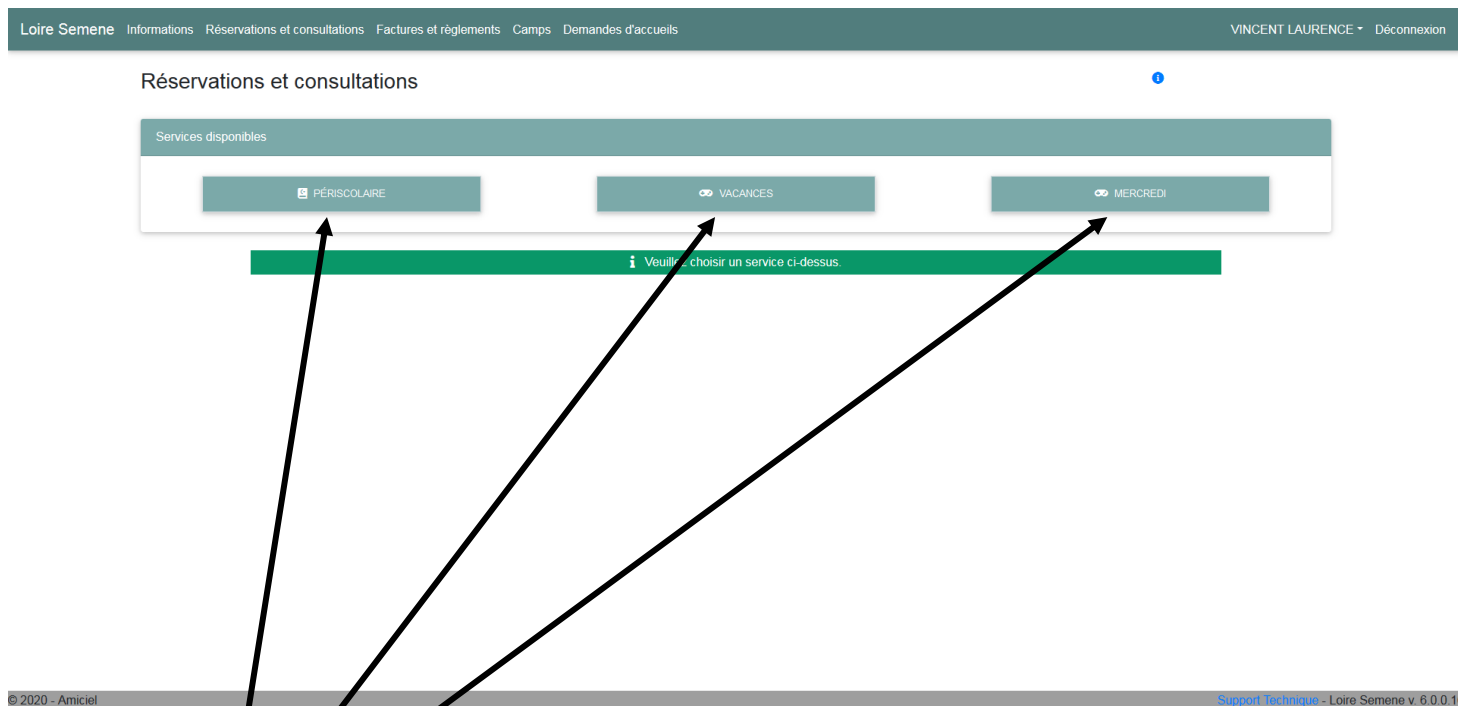 Loire Semene Informations Réservations et consultations Factures et règlements Camps Demandes d'accueils VINCENT LAURENCE Déconnexion
Réservations et consultations
Services disponibles
PÉRISCOLAIRE VACANCES MERCREDI
Veuillez choisir un service ci-dessus.
© 2020 - Amiciel Support Technique - Loire Semene v. 6.0.0.1